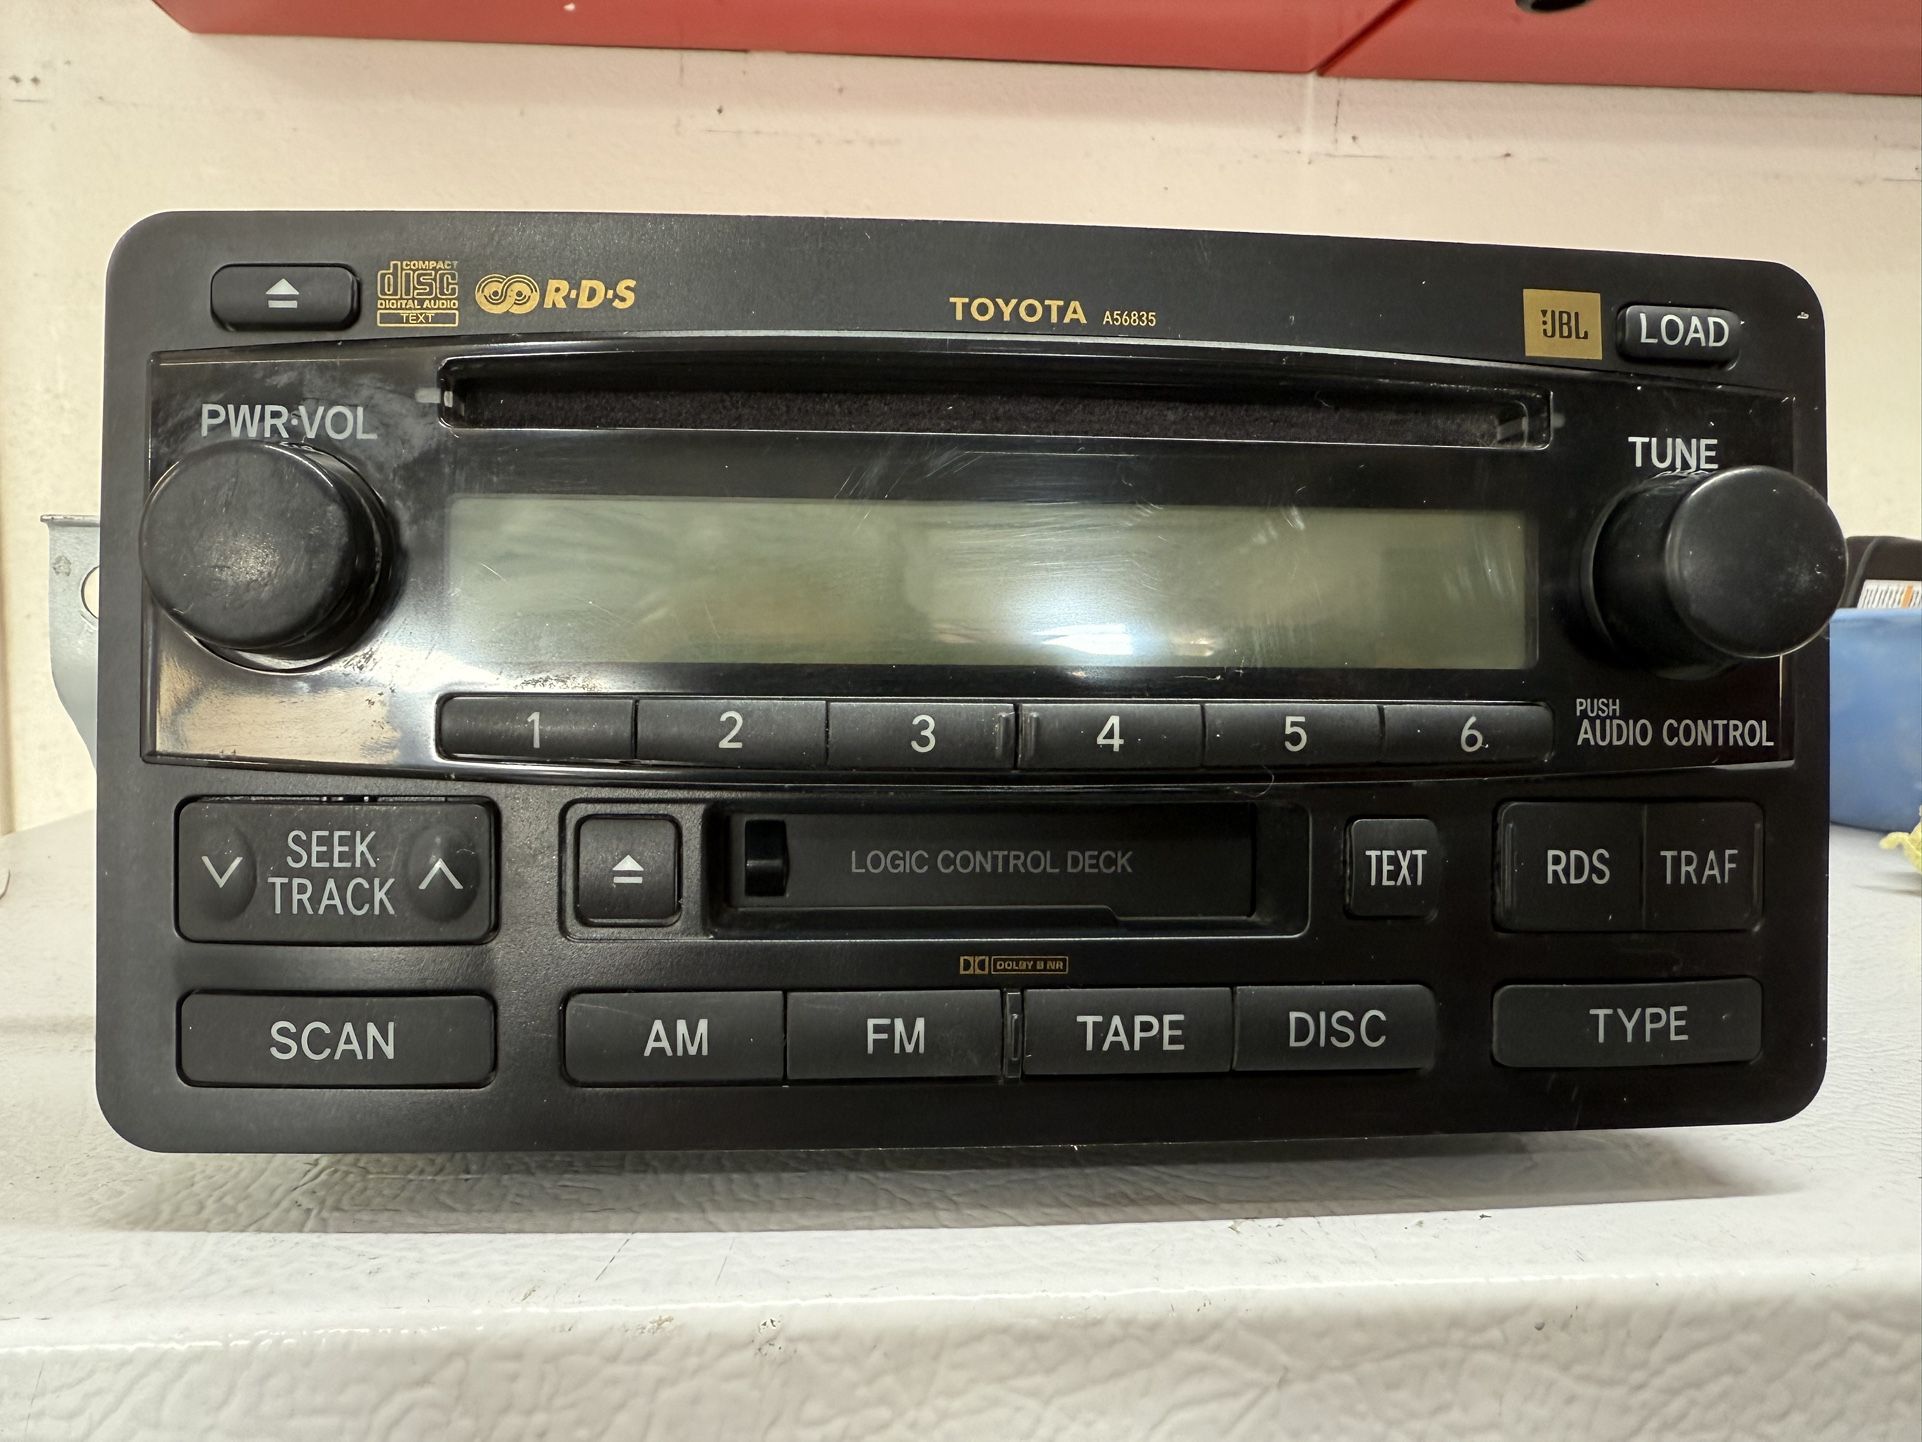 COMPACT
disc
DIGITAL AUDIO
TEXT
R·D·S
TOYOTA A56835
JBL
LOAD
PWR·VOL
TUNE
1 2 3 4 5 6
PUSH
AUDIO CONTROL
SEEK
TRACK
LOGIC CONTROL DECK
TEXT
RDS TRAF
DOLBY B NR
SCAN
AM FM TAPE DISC
TYPE